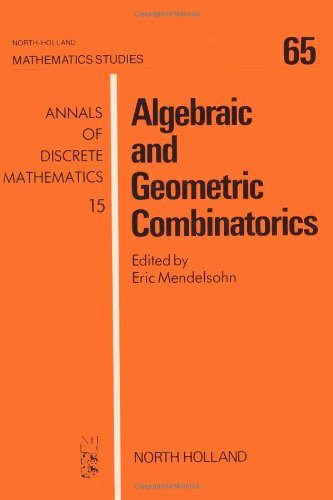 NORTH-HOLLAND
MATHEMATICS STUDIES
65
ANNALS
OF
DISCRETE
MATHEMATICS
15
Algebraic
and
Geometric
Combinatorics
Edited by
Eric Mendelsohn
NH
NORTH HOLLAND